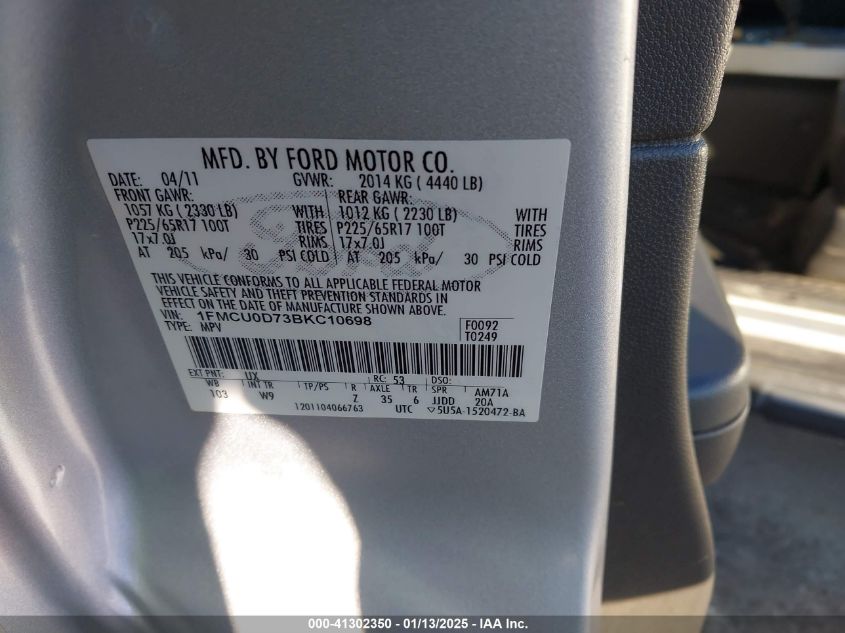 MFD. BY FORD MOTOR CO.
DATE: 04/11 GVWR: 2014 KG ( 4440 LB)
FRONT GAWR: REAR GAWR:
1057 KG ( 2330 LB) WITH 1012 KG ( 2230 LB) WITH
P225/65R17 100T TIRES P225/65R17 100T TIRES
17x7.0J RIMS 17x7.0J RIMS
AT 205 kPa/ 30 PSI COLD AT 205 kPa/ 30 PSI COLD
THIS VEHICLE CONFORMS TO ALL APPLICABLE FEDERAL MOTOR
VEHICLE SAFETY AND THEFT PREVENTION STANDARDS IN
EFFECT ON THE DATE OF MANUFACTURE SHOWN ABOVE.
VIN: 1FMCU0D73BKC10698 F0092
TYPE: MPV T0249
EXT PNT: UX RC: 53 DSO:
WB INT TR TP/PS R AXLE TR SPR AM71A
103 W9 Z 35 6 JJDD 20A
1201104066763 UTC ▽5U5A-1520472-BA
Ford
000-41302350 / 01/13/2025 / IAA Inc.